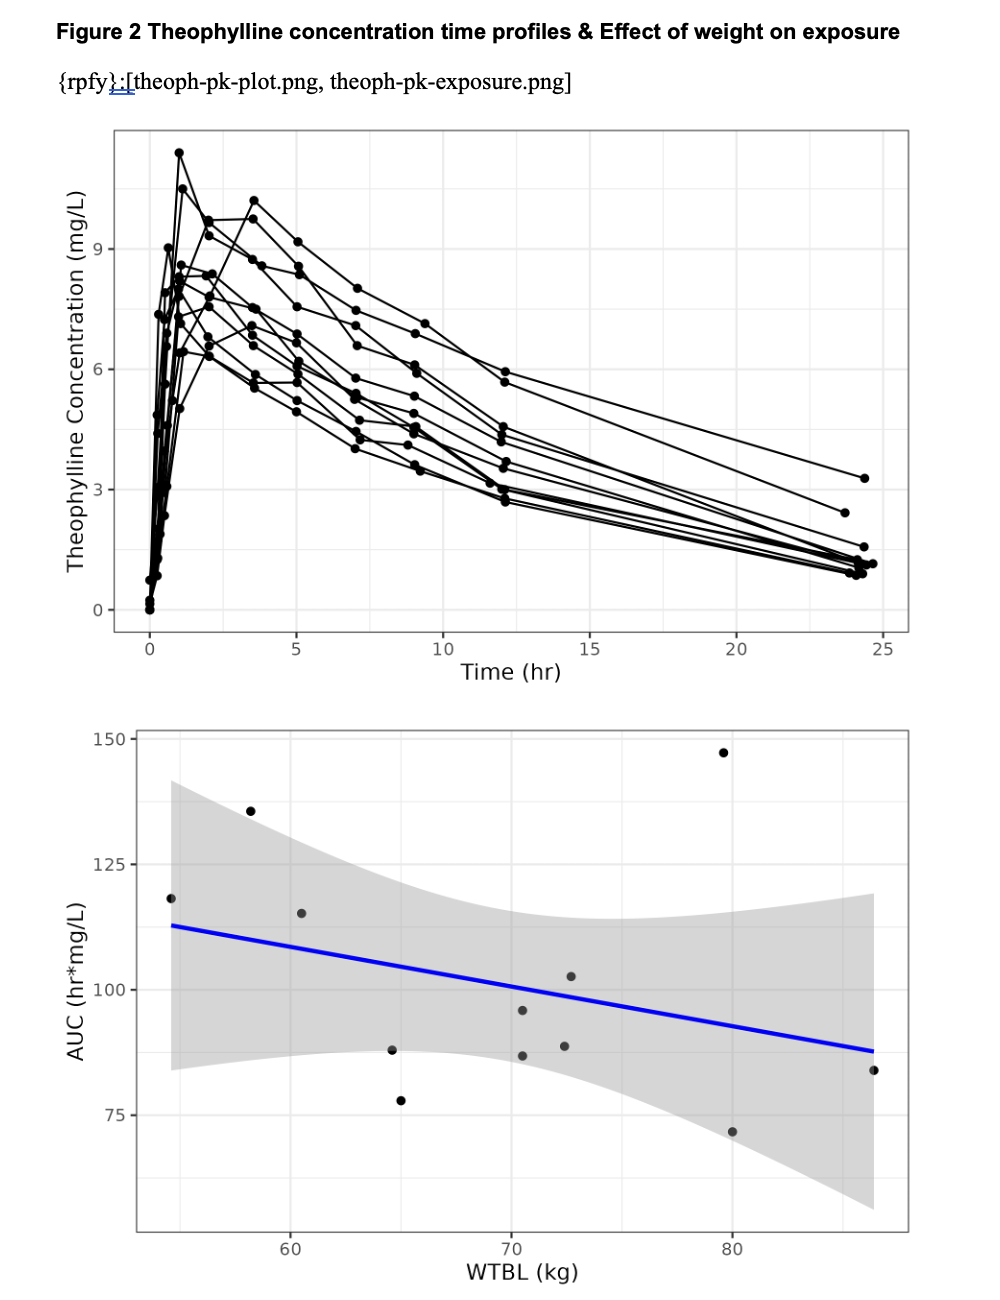 Figure 2 Theophylline concentration time profiles & Effect of weight on exposure
{rpfy}:[theoph-pk-plot.png, theoph-pk-exposure.png]
Theophylline Concentration (mg/L)
9
6
3
0
0 5 10 15 20 25
Time (hr)
AUC (hr*mg/L)
150
125
100
75
60 70 80
WTBL (kg)